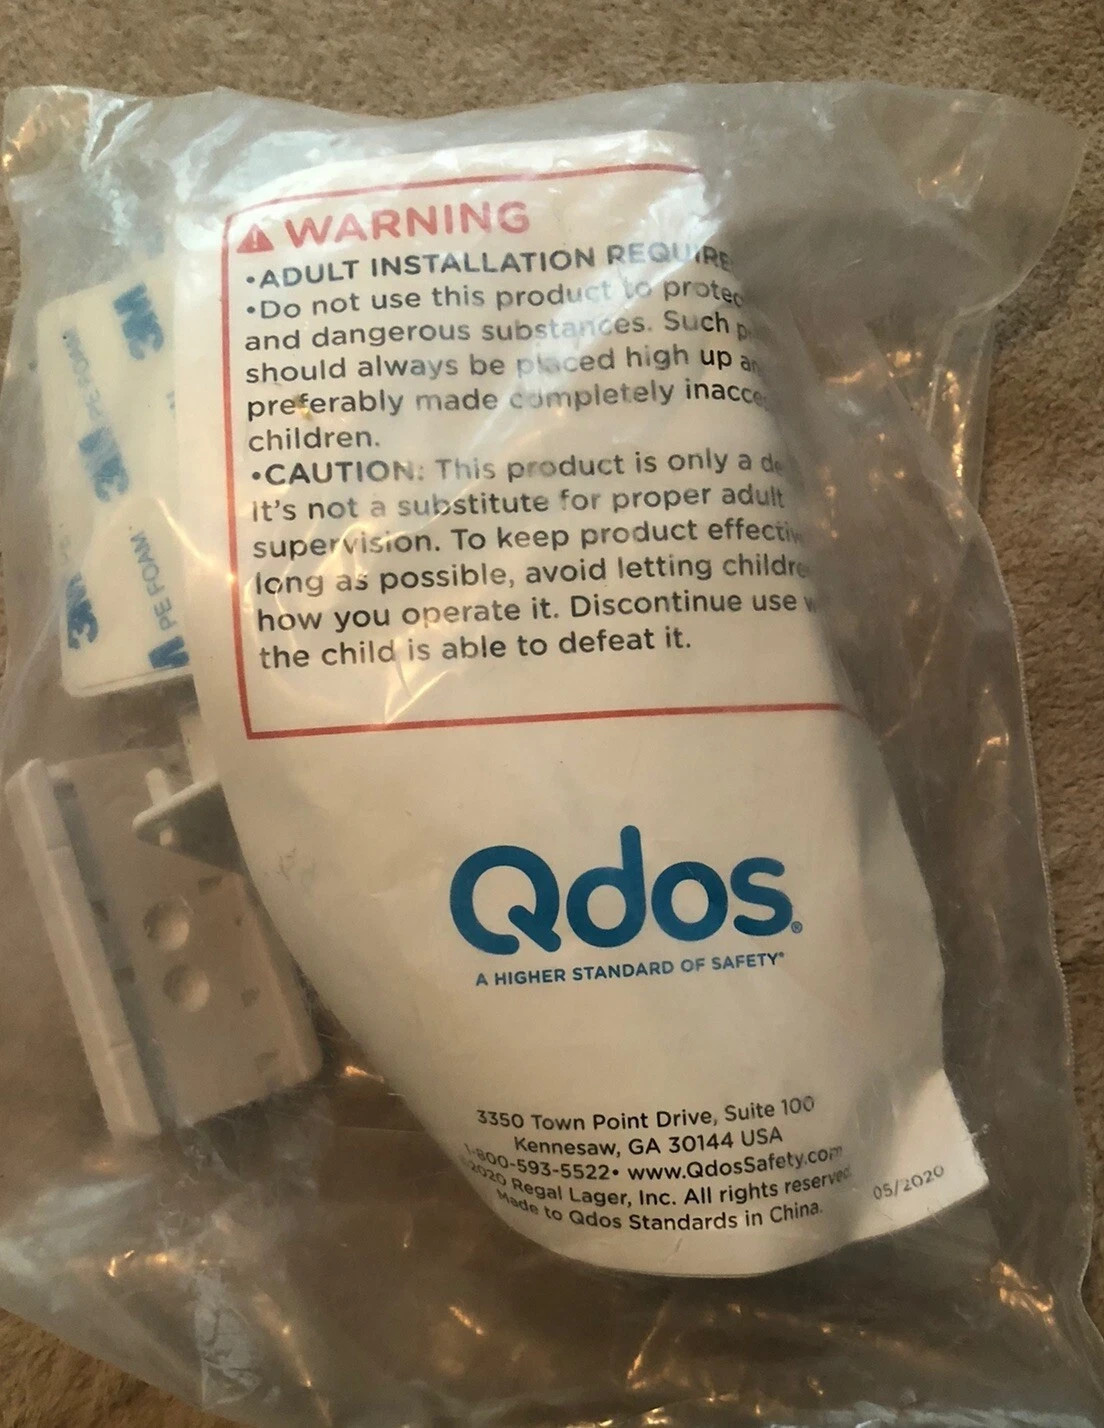 WARNING
•ADULT INSTALLATION
•Do not use this product to
and dangerous substances. Such
should always be placed high up
preferably made completely
children.
•CAUTION: This product is only a
It's not a substitute for proper adult
supervision. To keep product
long as possible, avoid letting
how you operate it. Discontinue use
the child is able to defeat it.
3M
PE FOAM
3M
PE FOAM
3M
Qdos®
A HIGHER STANDARD OF SAFETY®
3350 Town Point Drive, Suite 100
Kennesaw, GA 30144 USA
1-800-593-5522• www.QdosSafety.com
2020 Regal Lager, Inc. All rights reserved.
Made to Qdos Standards in China.
05/2020